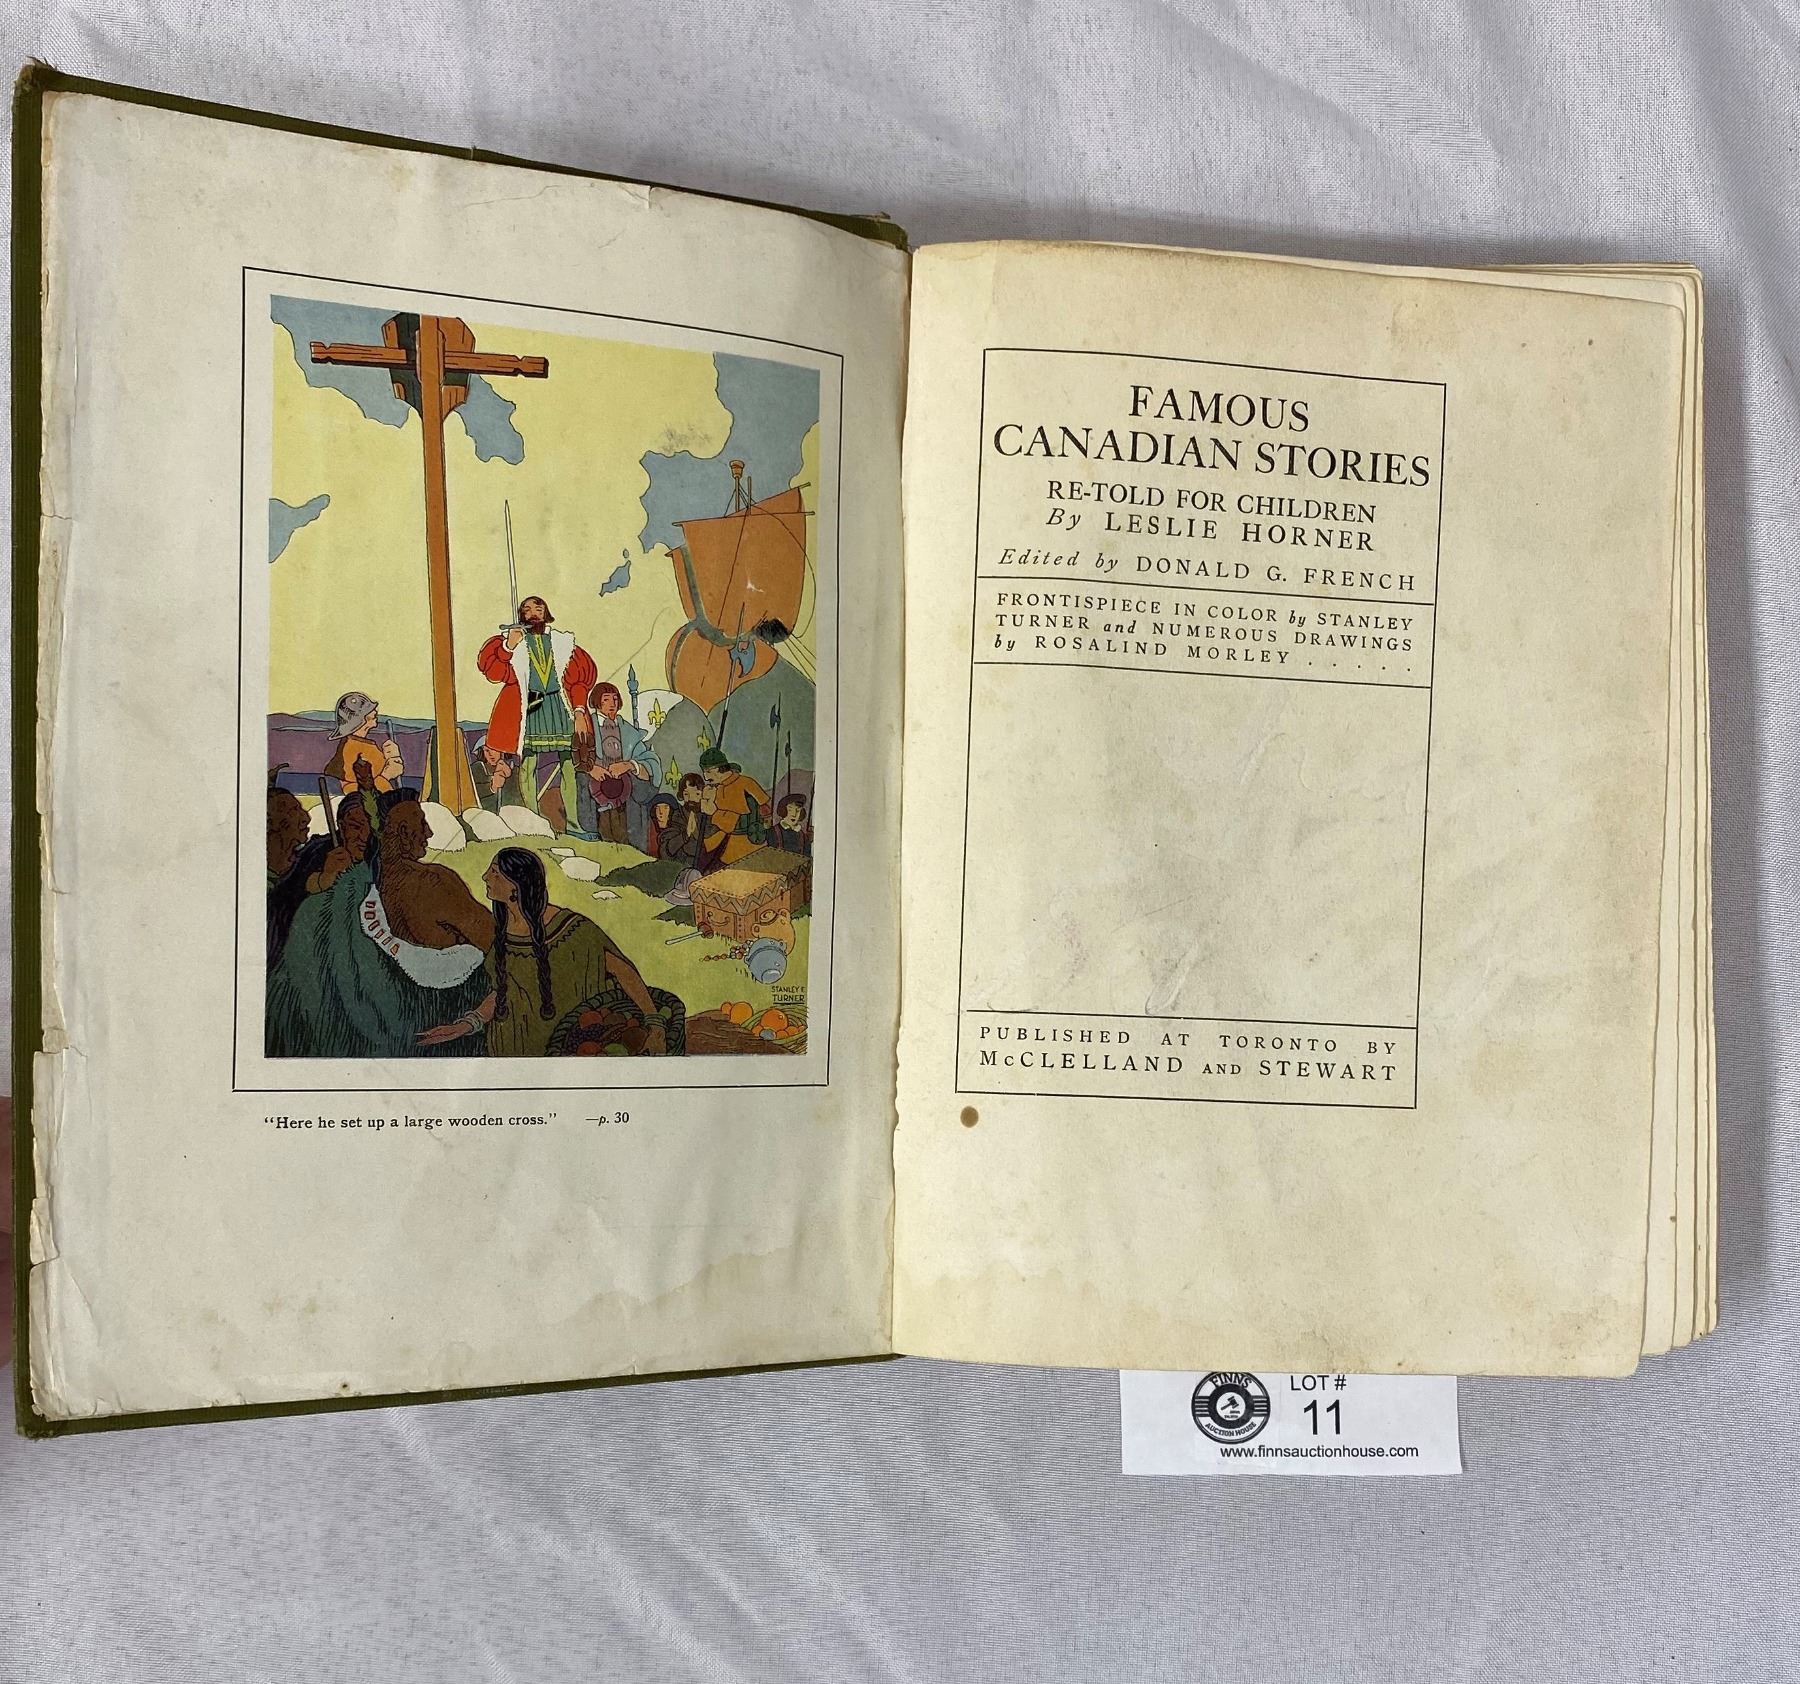 STANLEY F.
TURNER
"Here he set up a large wooden cross." —p. 30
FAMOUS
CANADIAN STORIES
RE-TOLD FOR CHILDREN
By LESLIE HORNER
Edited by DONALD G. FRENCH
FRONTISPIECE IN COLOR by STANLEY
TURNER and NUMEROUS DRAWINGS
by ROSALIND MORLEY . . . . .
PUBLISHED AT TORONTO BY
McCLELLAND AND STEWART
FINNS
AUCTION HOUSE
LOT #
11
www.finnsauctionhouse.com